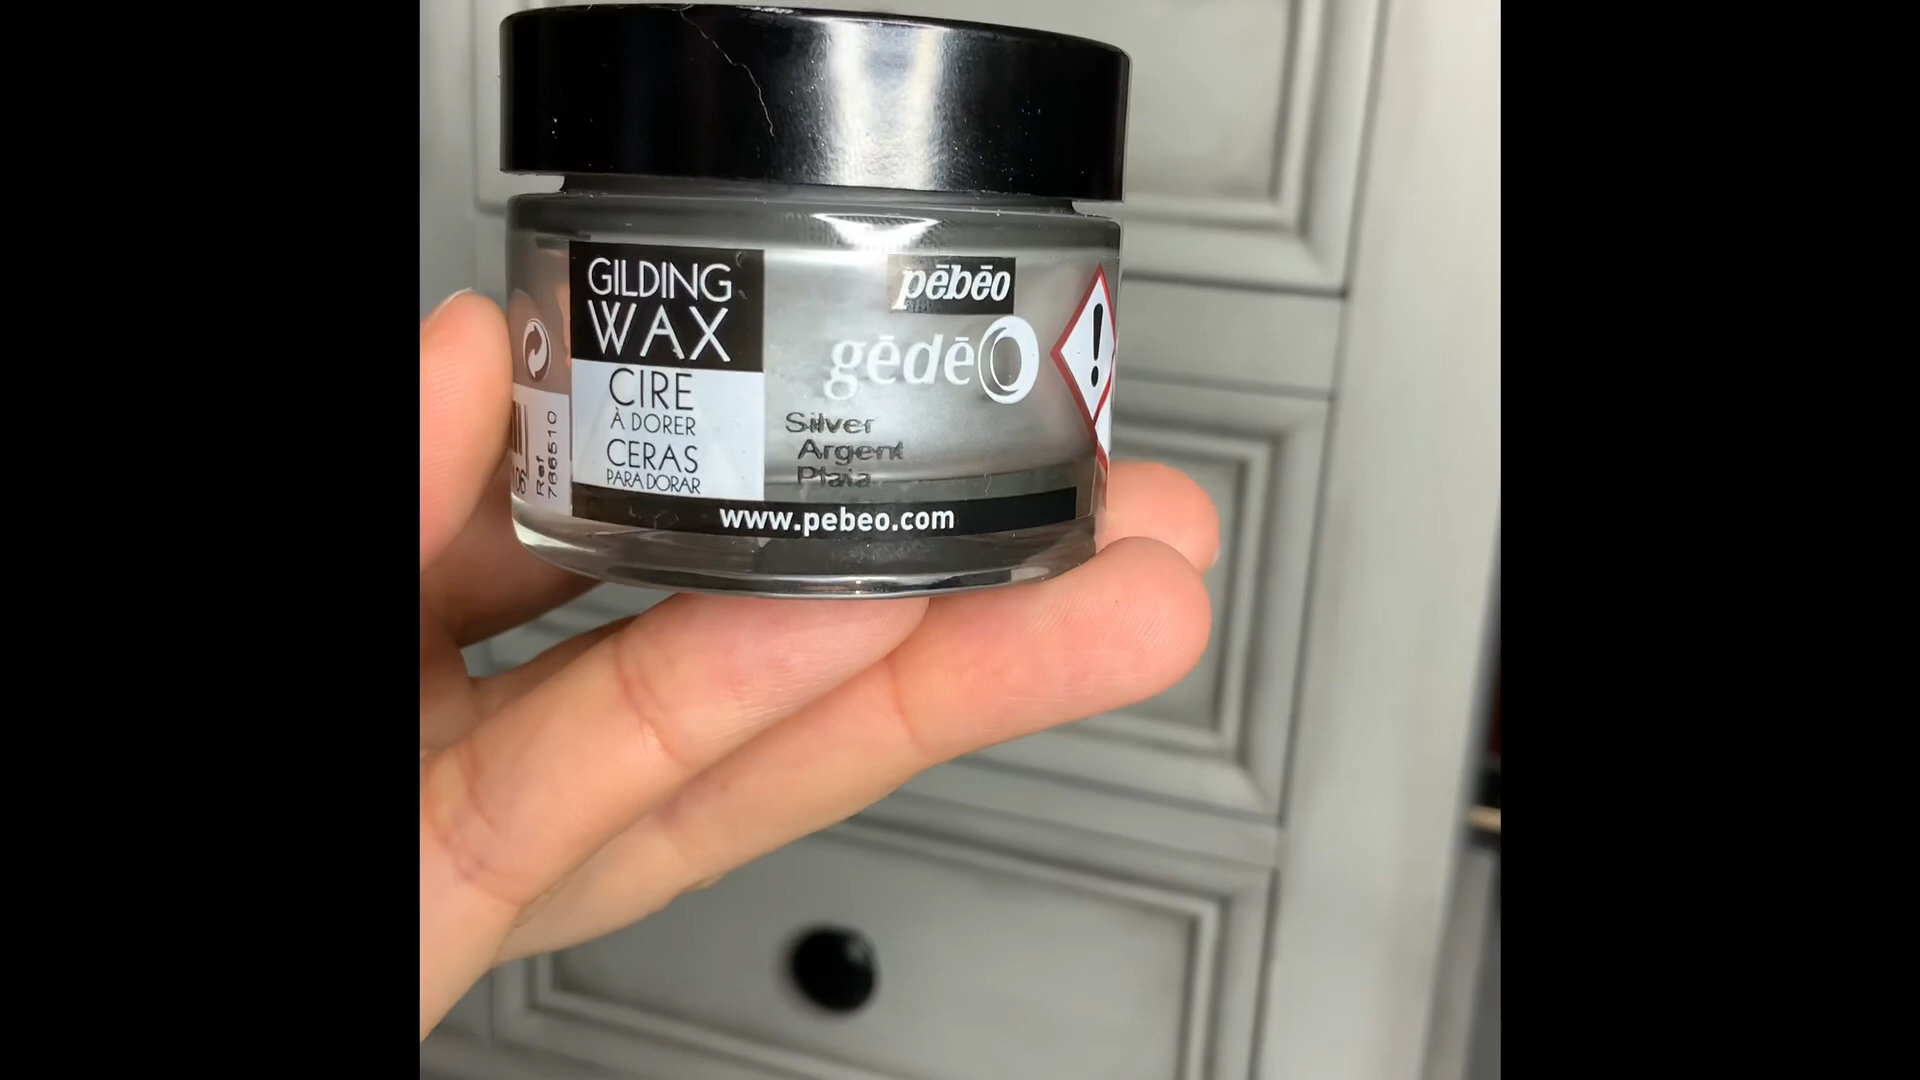 GILDING
WAX
CIRE
À DORER
CERAS
PARA DORAR
pēbēo
gēdēO
Silver
Argent
Plata
www.pebeo.com
Ref
766510